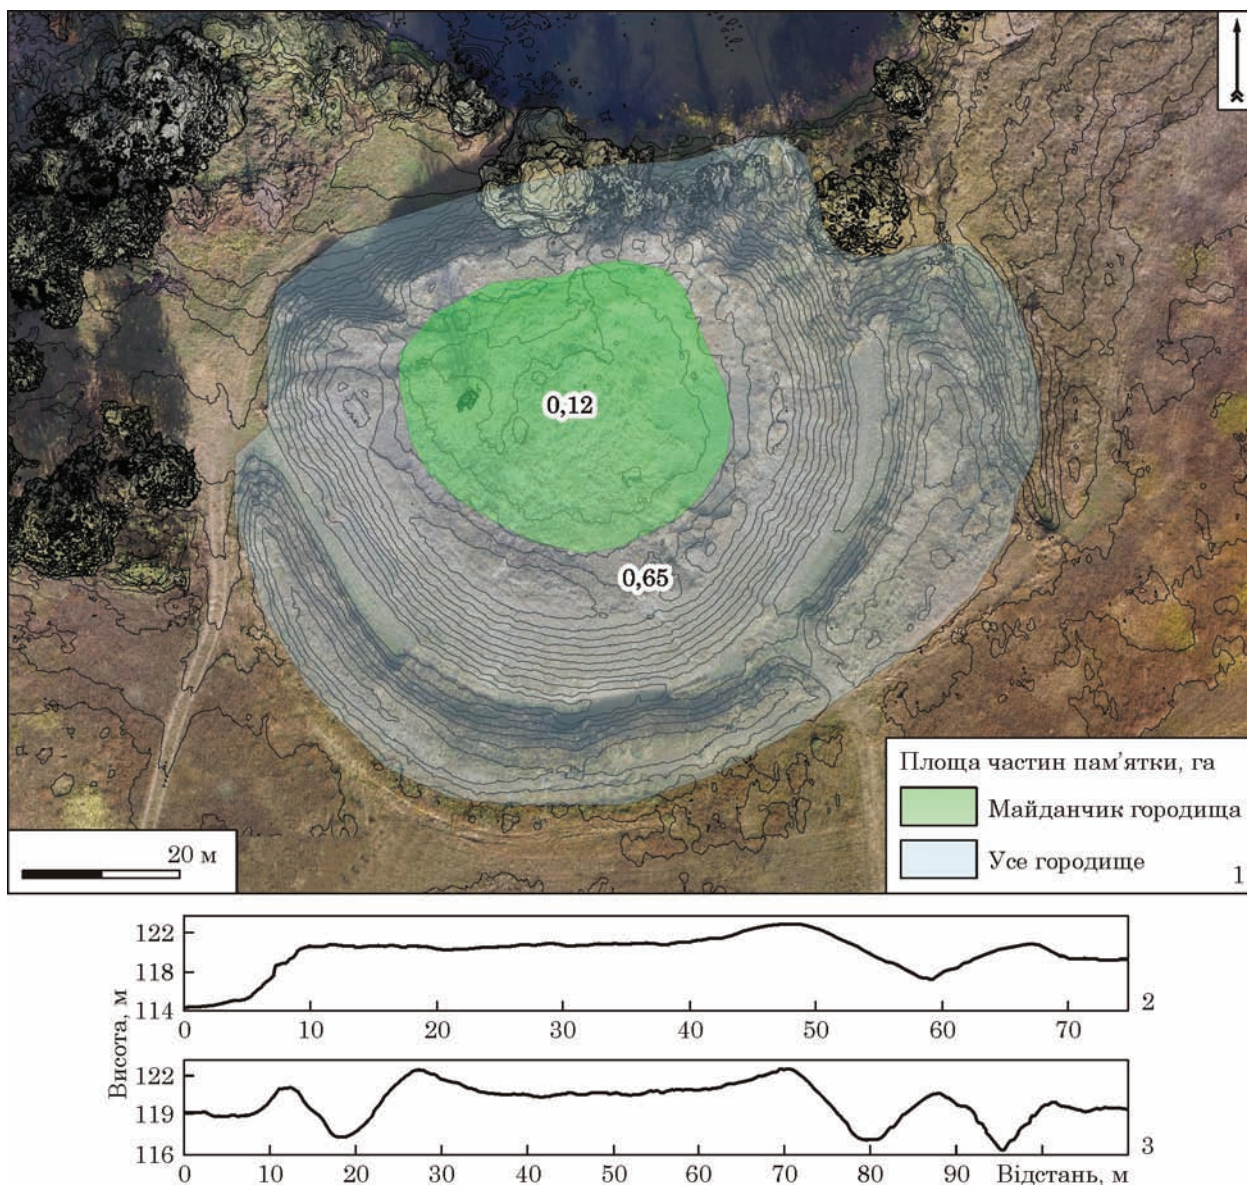 0,12
0,65
Площа частин пам’ятки, га
Майданчик городища
Усе городище
20 м
1
Висота, м
122
118
114
0 10 20 30 40 50 60 70
2
122
119
116
0 10 20 30 40 50 60 70 80 90 Відстань, м
3